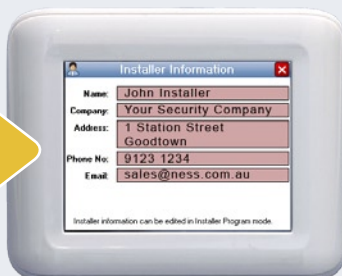 Installer Information
Name: John Installer
Company: Your Security Company
Address: 1 Station Street
Goodtown
Phone No: 9123 1234
Email: sales@ness.com.au
Installer information can be edited in Installer Program mode.